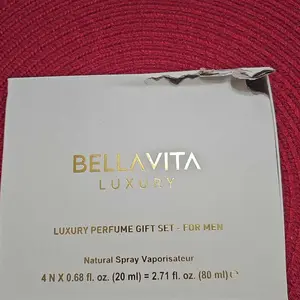 BELLAVITA
LUXURY
LUXURY PERFUME GIFT SET - FOR MEN
Natural Spray Vaporisateur
4 N X 0.68 fl. oz. (20 ml) = 2.71 fl. oz. (80 ml) ℮